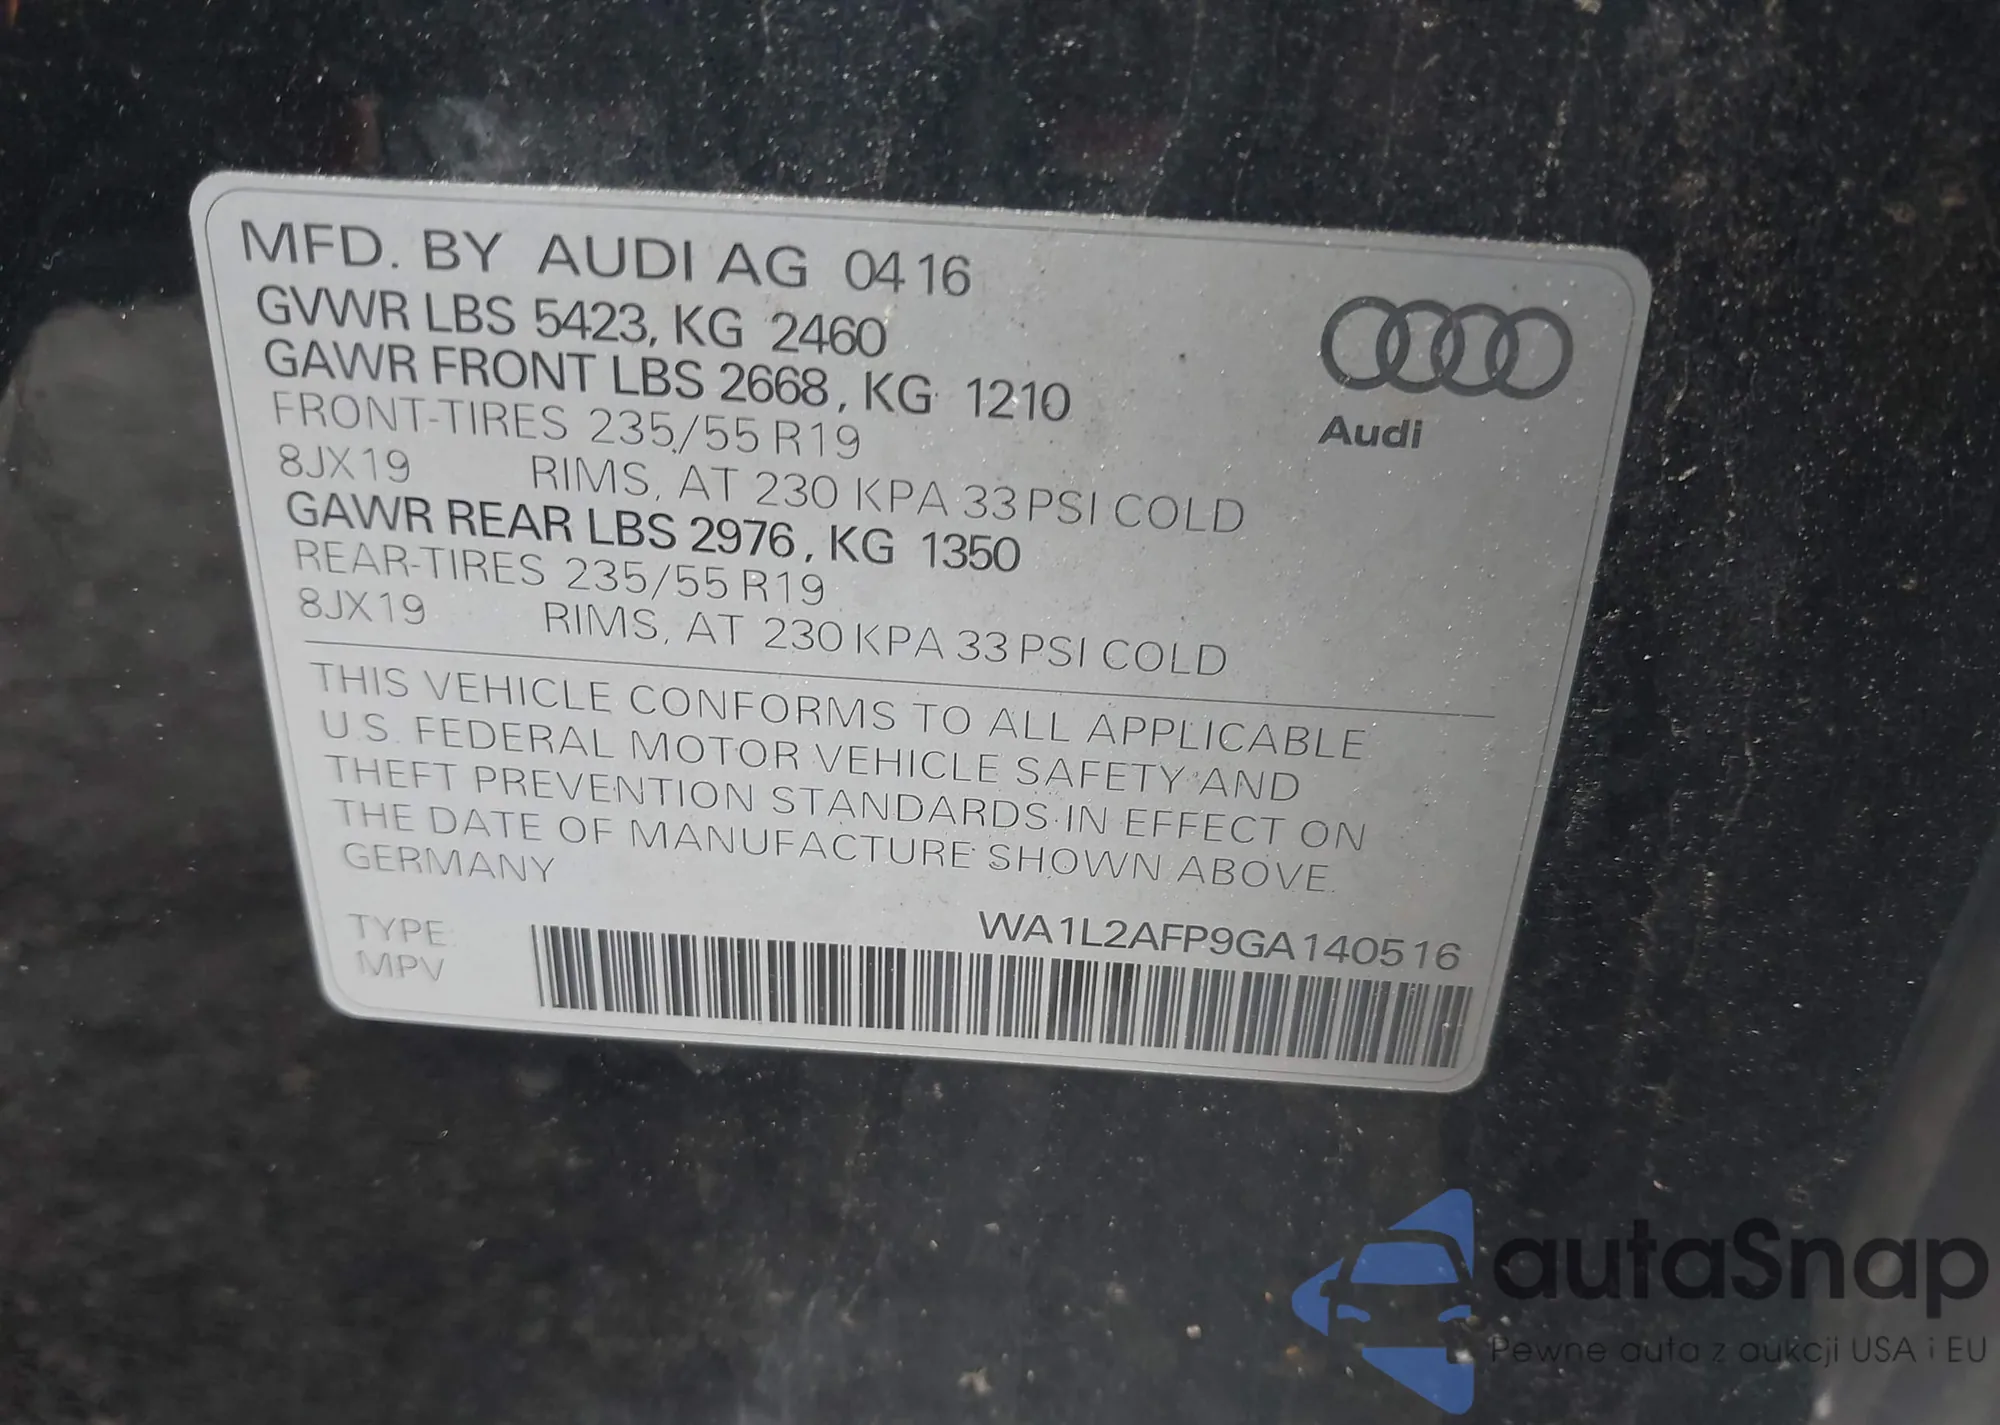 MFD. BY AUDI AG 04 16
GVWR LBS 5423, KG 2460
GAWR FRONT LBS 2668, KG 1210
FRONT-TIRES 235/55 R19
8JX19 RIMS, AT 230 KPA 33 PSI COLD
GAWR REAR LBS 2976, KG 1350
REAR-TIRES 235/55 R19
8JX19 RIMS, AT 230 KPA 33 PSI COLD
Audi
THIS VEHICLE CONFORMS TO ALL APPLICABLE
U.S. FEDERAL MOTOR VEHICLE SAFETY AND
THEFT PREVENTION STANDARDS IN EFFECT ON
THE DATE OF MANUFACTURE SHOWN ABOVE.
GERMANY
WA1L2AFP9GA140516
TYPE
MPV
autaSnap
Pewne auta z aukcji USA i EU